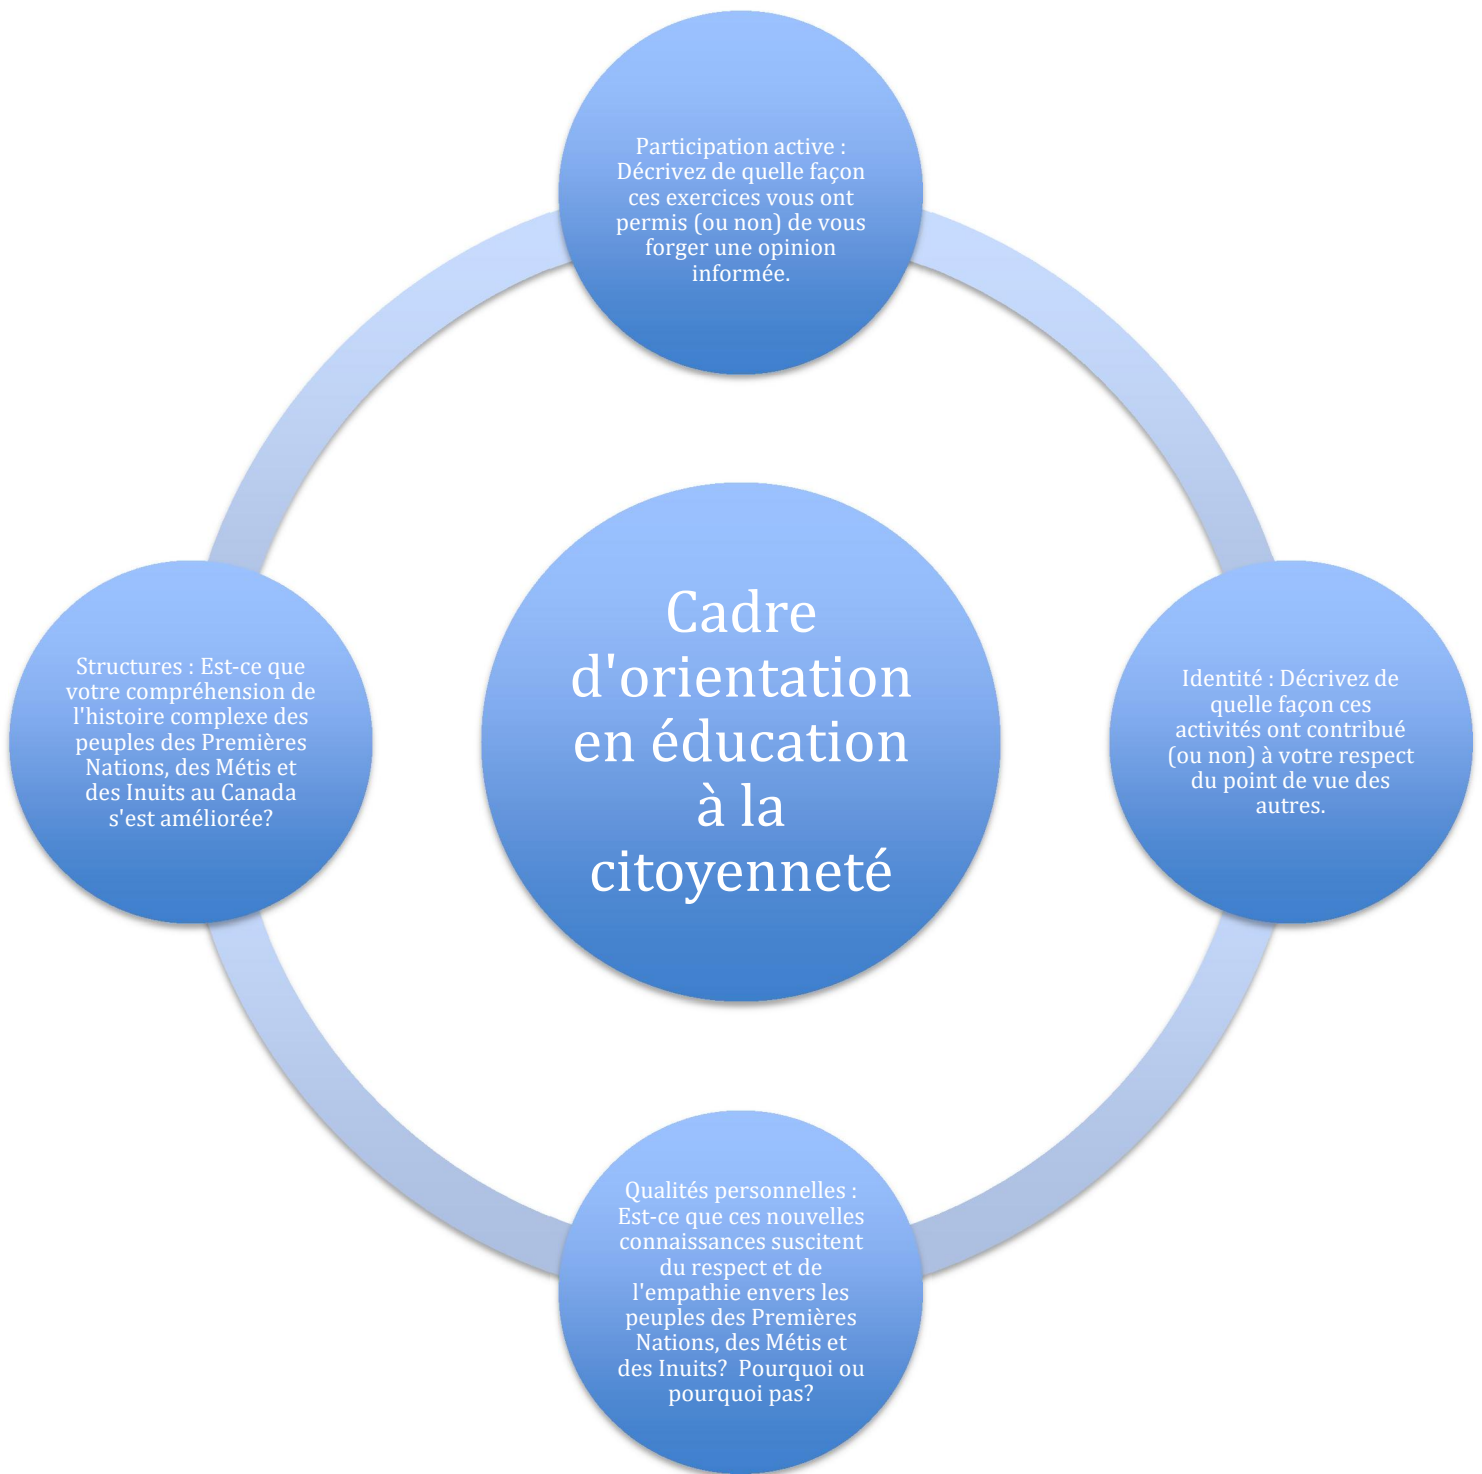 Participation active :
Décrivez de quelle façon
ces exercices vous ont
permis (ou non) de vous
forger une opinion
informée.
Structures : Est-ce que
votre compréhension de
l'histoire complexe des
peuples des Premières
Nations, des Métis et
des Inuits au Canada
s'est améliorée?
Cadre
d'orientation
en éducation
à la
citoyenneté
Identité : Décrivez de
quelle façon ces
activités ont contribué
(ou non) à votre respect
du point de vue des
autres.
Qualités personnelles :
Est-ce que ces nouvelles
connaissances suscitent
du respect et de
l'empathie envers les
peuples des Premières
Nations, des Métis et
des Inuits?  Pourquoi ou
pourquoi pas?